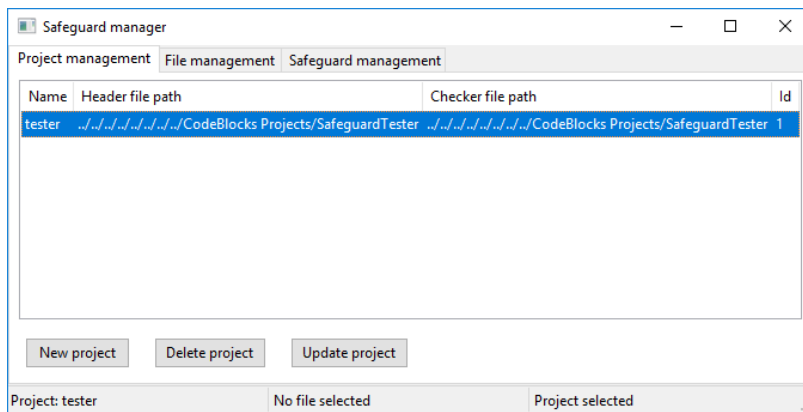 Safeguard manager
Project management File management Safeguard management
Name Header file path Checker file path Id
tester ../../../../../../../../CodeBlocks Projects/SafeguardTester ../../../../../../../../CodeBlocks Projects/SafeguardTester 1
New project Delete project Update project
Project: tester No file selected Project selected